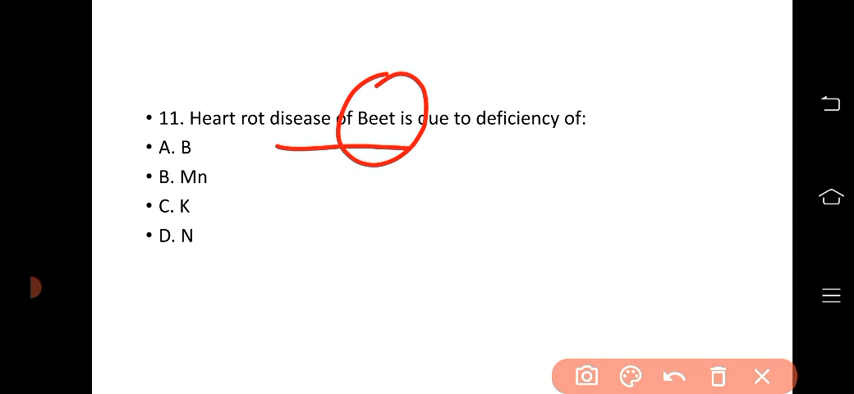 • 11. Heart rot disease of Beet is due to deficiency of:
• A. B
• B. Mn
• C. K
• D. N